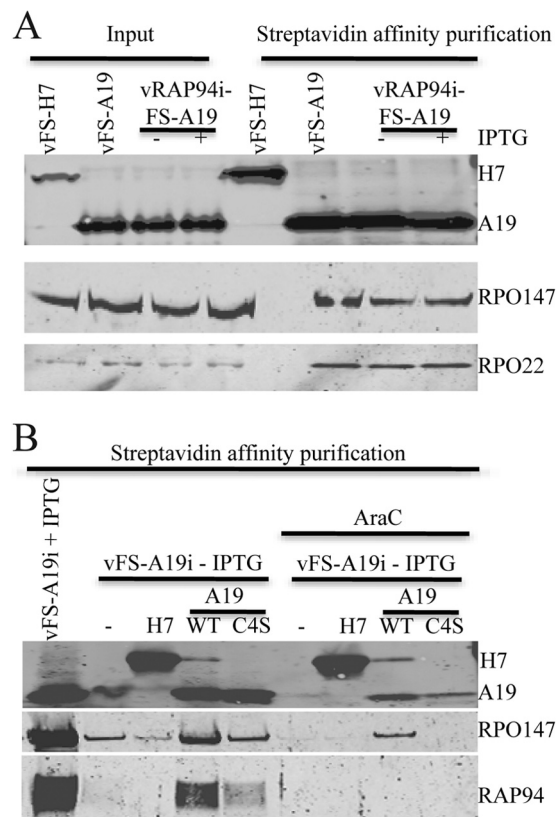 A
Input
Streptavidin affinity purification
vFS-H7
vFS-A19
vRAP94i-
FS-A19
- +
vFS-H7
vFS-A19
vRAP94i-
FS-A19
- +
IPTG
H7
A19
RPO147
RPO22
B
Streptavidin affinity purification
AraC
vFS-A19i + IPTG
vFS-A19i - IPTG
vFS-A19i - IPTG
A19
A19
- H7 WT C4S - H7 WT C4S
H7
A19
RPO147
RAP94